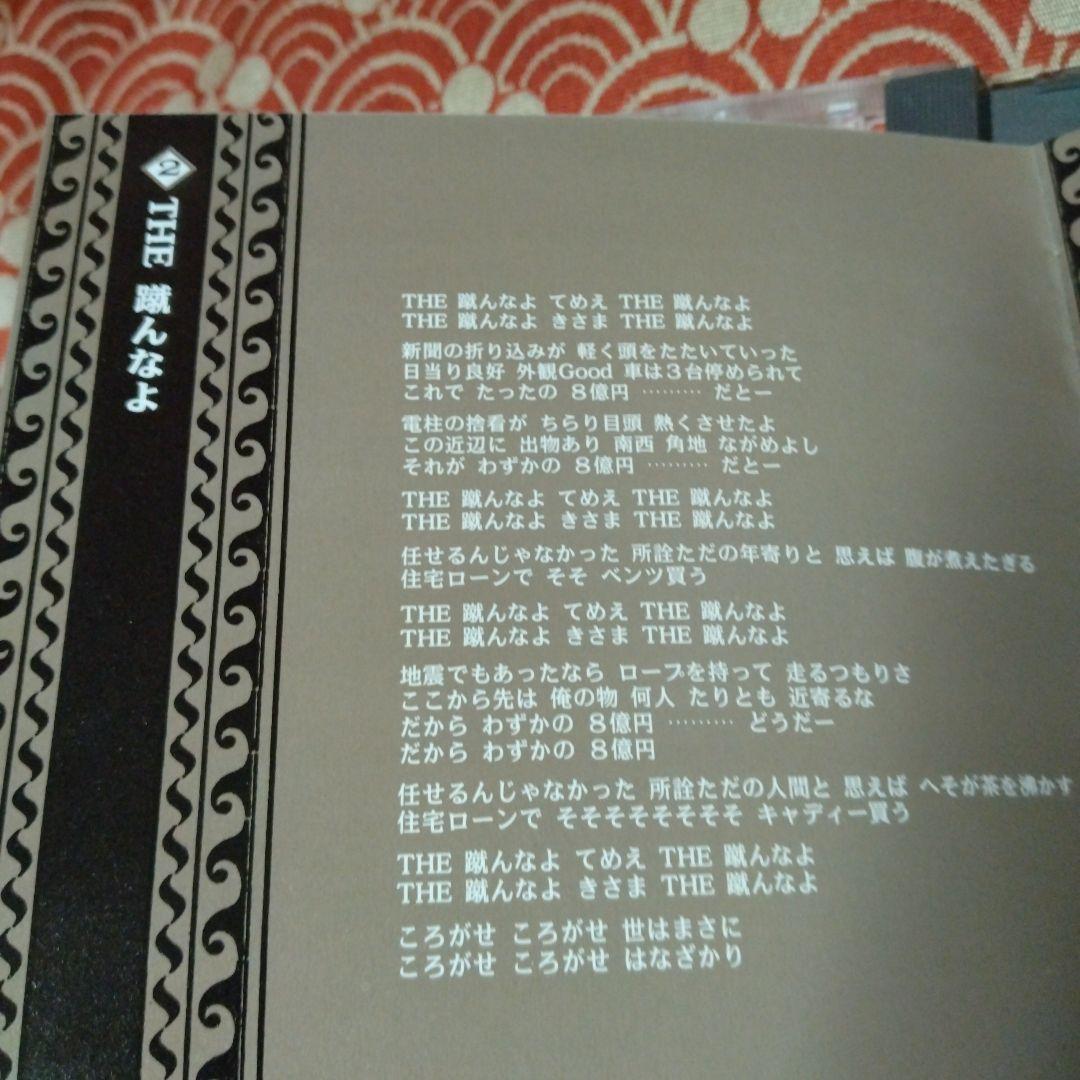 2 THE 蹴んなよ
THE 蹴んなよ てめえ THE 蹴んなよ
THE 蹴んなよ きさま THE 蹴んなよ
新聞の折り込みが 軽く頭をたたいていった
日当り良好 外観Good 車は3台停められて
これで たったの 8億円 ……… だとー
電柱の捨看が ちらり目頭 熱くさせたよ
この近辺に 出物あり 南西 角地 ながめよし
それが わずかの 8億円 ……… だとー
THE 蹴んなよ てめえ THE 蹴んなよ
THE 蹴んなよ きさま THE 蹴んなよ
任せるんじゃなかった 所詮ただの年寄りと 思えば 腹が煮えたぎる
住宅ローンで そそ ベンツ買う
THE 蹴んなよ てめえ THE 蹴んなよ
THE 蹴んなよ きさま THE 蹴んなよ
地震でもあったなら ロープを持って 走るつもりさ
ここから先は 俺の物 何人 たりとも 近寄るな
だから わずかの 8億円 ……… どうだー
だから わずかの 8億円
任せるんじゃなかった 所詮ただの人間と 思えば へそが茶を沸かす
住宅ローンで そそそそそそそそ キャディー買う
THE 蹴んなよ てめえ THE 蹴んなよ
THE 蹴んなよ きさま THE 蹴んなよ
ころがせ ころがせ 世はまさに
ころがせ ころがせ はなざかり